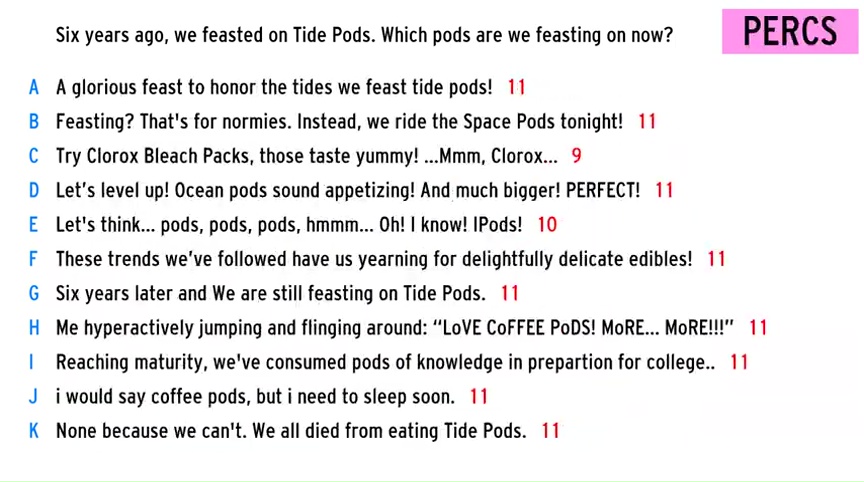 Six years ago, we feasted on Tide Pods. Which pods are we feasting on now?
PERCS
A A glorious feast to honor the tides we feast tide pods! 11
B Feasting? That's for normies. Instead, we ride the Space Pods tonight! 11
C Try Clorox Bleach Packs, those taste yummy! ...Mmm, Clorox... 9
D Let's level up! Ocean pods sound appetizing! And much bigger! PERFECT! 11
E Let's think... pods, pods, pods, hmmm... Oh! I know! IPods! 10
F These trends we've followed have us yearning for delightfully delicate edibles! 11
G Six years later and We are still feasting on Tide Pods. 11
H Me hyperactively jumping and flinging around: “LoVE CoFFEE PoDS! MoRE... MoRE!!!” 11
I Reaching maturity, we've consumed pods of knowledge in prepartion for college.. 11
J i would say coffee pods, but i need to sleep soon. 11
K None because we can't. We all died from eating Tide Pods. 11